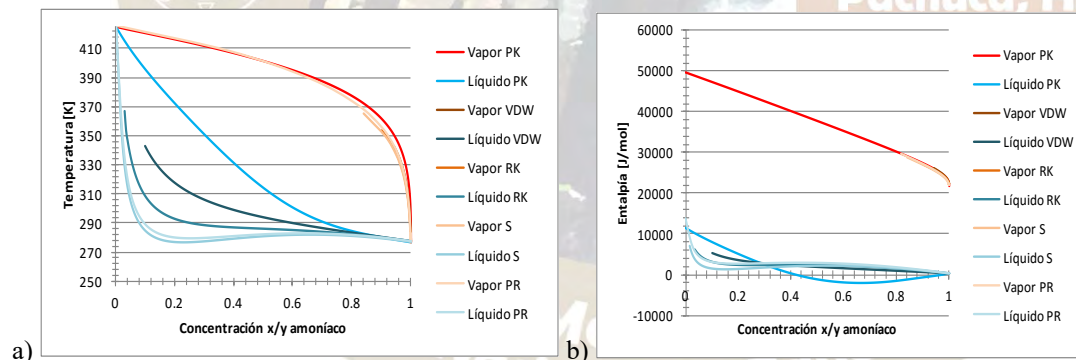 Pachuca, H
410
390
370
350
330
310
290
270
250
0
0.2
0.4
0.6
0.8
1
Temperatura [K]
Concentración x/y amoníaco
Vapor PK
Líquido PK
Vapor VDW
Líquido VDW
Vapor RK
Líquido RK
Vapor S
Líquido S
Vapor PR
Líquido PR
a)
60000
50000
40000
30000
20000
10000
0
-10000
0
0.2
0.4
0.6
0.8
1
Entalpía [J/mol]
Concentración x/y amoníaco
Vapor PK
Líquido PK
Vapor VDW
Líquido VDW
Vapor RK
Líquido RK
Vapor S
Líquido S
Vapor PR
Líquido PR
b)